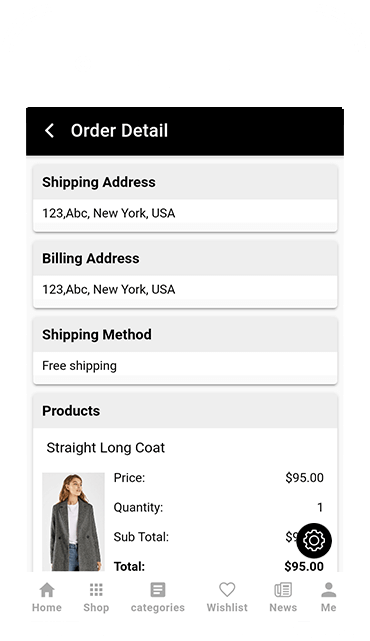 Order Detail
Shipping Address
123,Abc, New York, USA
Billing Address
123,Abc, New York, USA
Shipping Method
Free shipping
Products
Straight Long Coat
Price: $95.00
Quantity: 1
Sub Total:
Total: $95.00
Home Shop categories Wishlist News Me